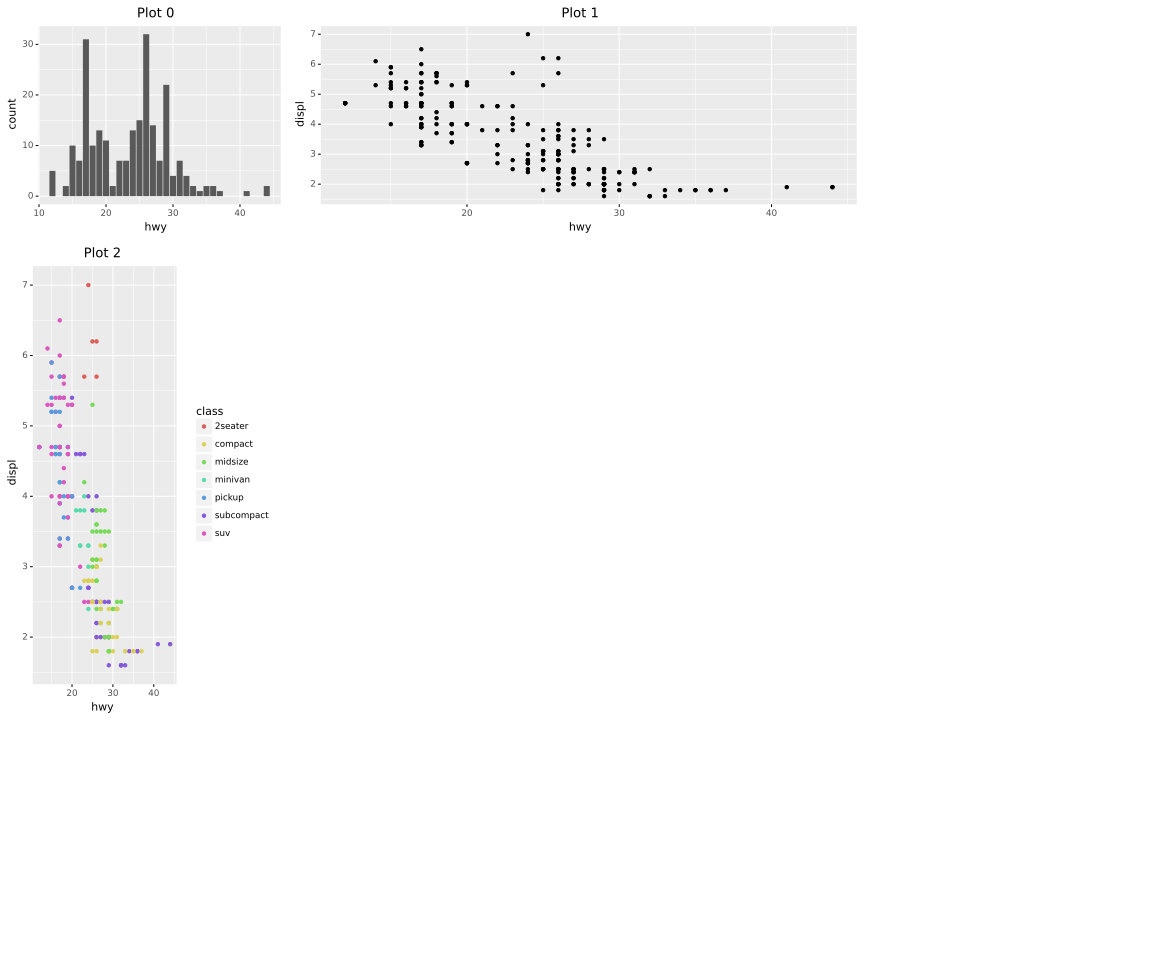 Plot 0
30
20
10
0
count
10 20 30 40
hwy
Plot 1
7
6
5
4
3
2
displ
20 30 40
hwy
Plot 2
7
6
5
4
3
2
displ
20 30 40
hwy
class
2seater
compact
midsize
minivan
pickup
subcompact
suv